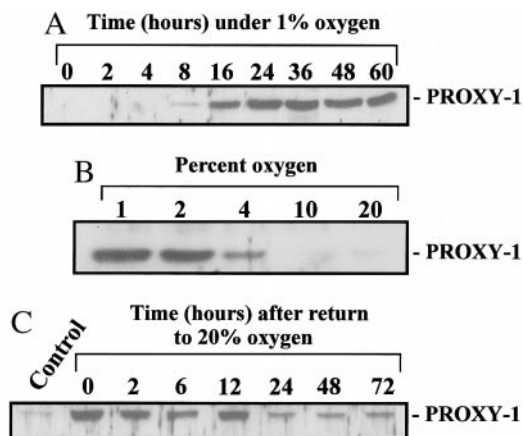 A
Time (hours) under 1% oxygen
0 2 4 8 16 24 36 48 60
- PROXY-1
B
Percent oxygen
1 2 4 10 20
- PROXY-1
C
Time (hours) after return
to 20% oxygen
Control 0 2 6 12 24 48 72
- PROXY-1